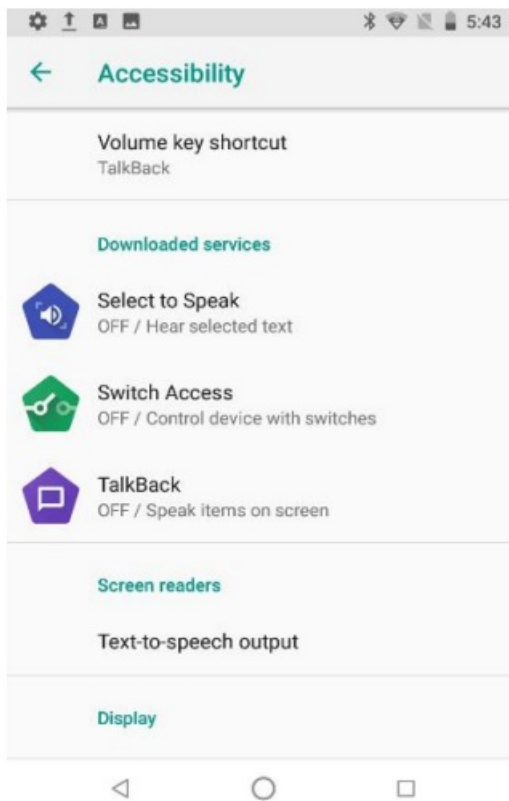 5:43
Accessibility
Volume key shortcut
TalkBack
Downloaded services
Select to Speak
OFF / Hear selected text
Switch Access
OFF / Control device with switches
TalkBack
OFF / Speak items on screen
Screen readers
Text-to-speech output
Display